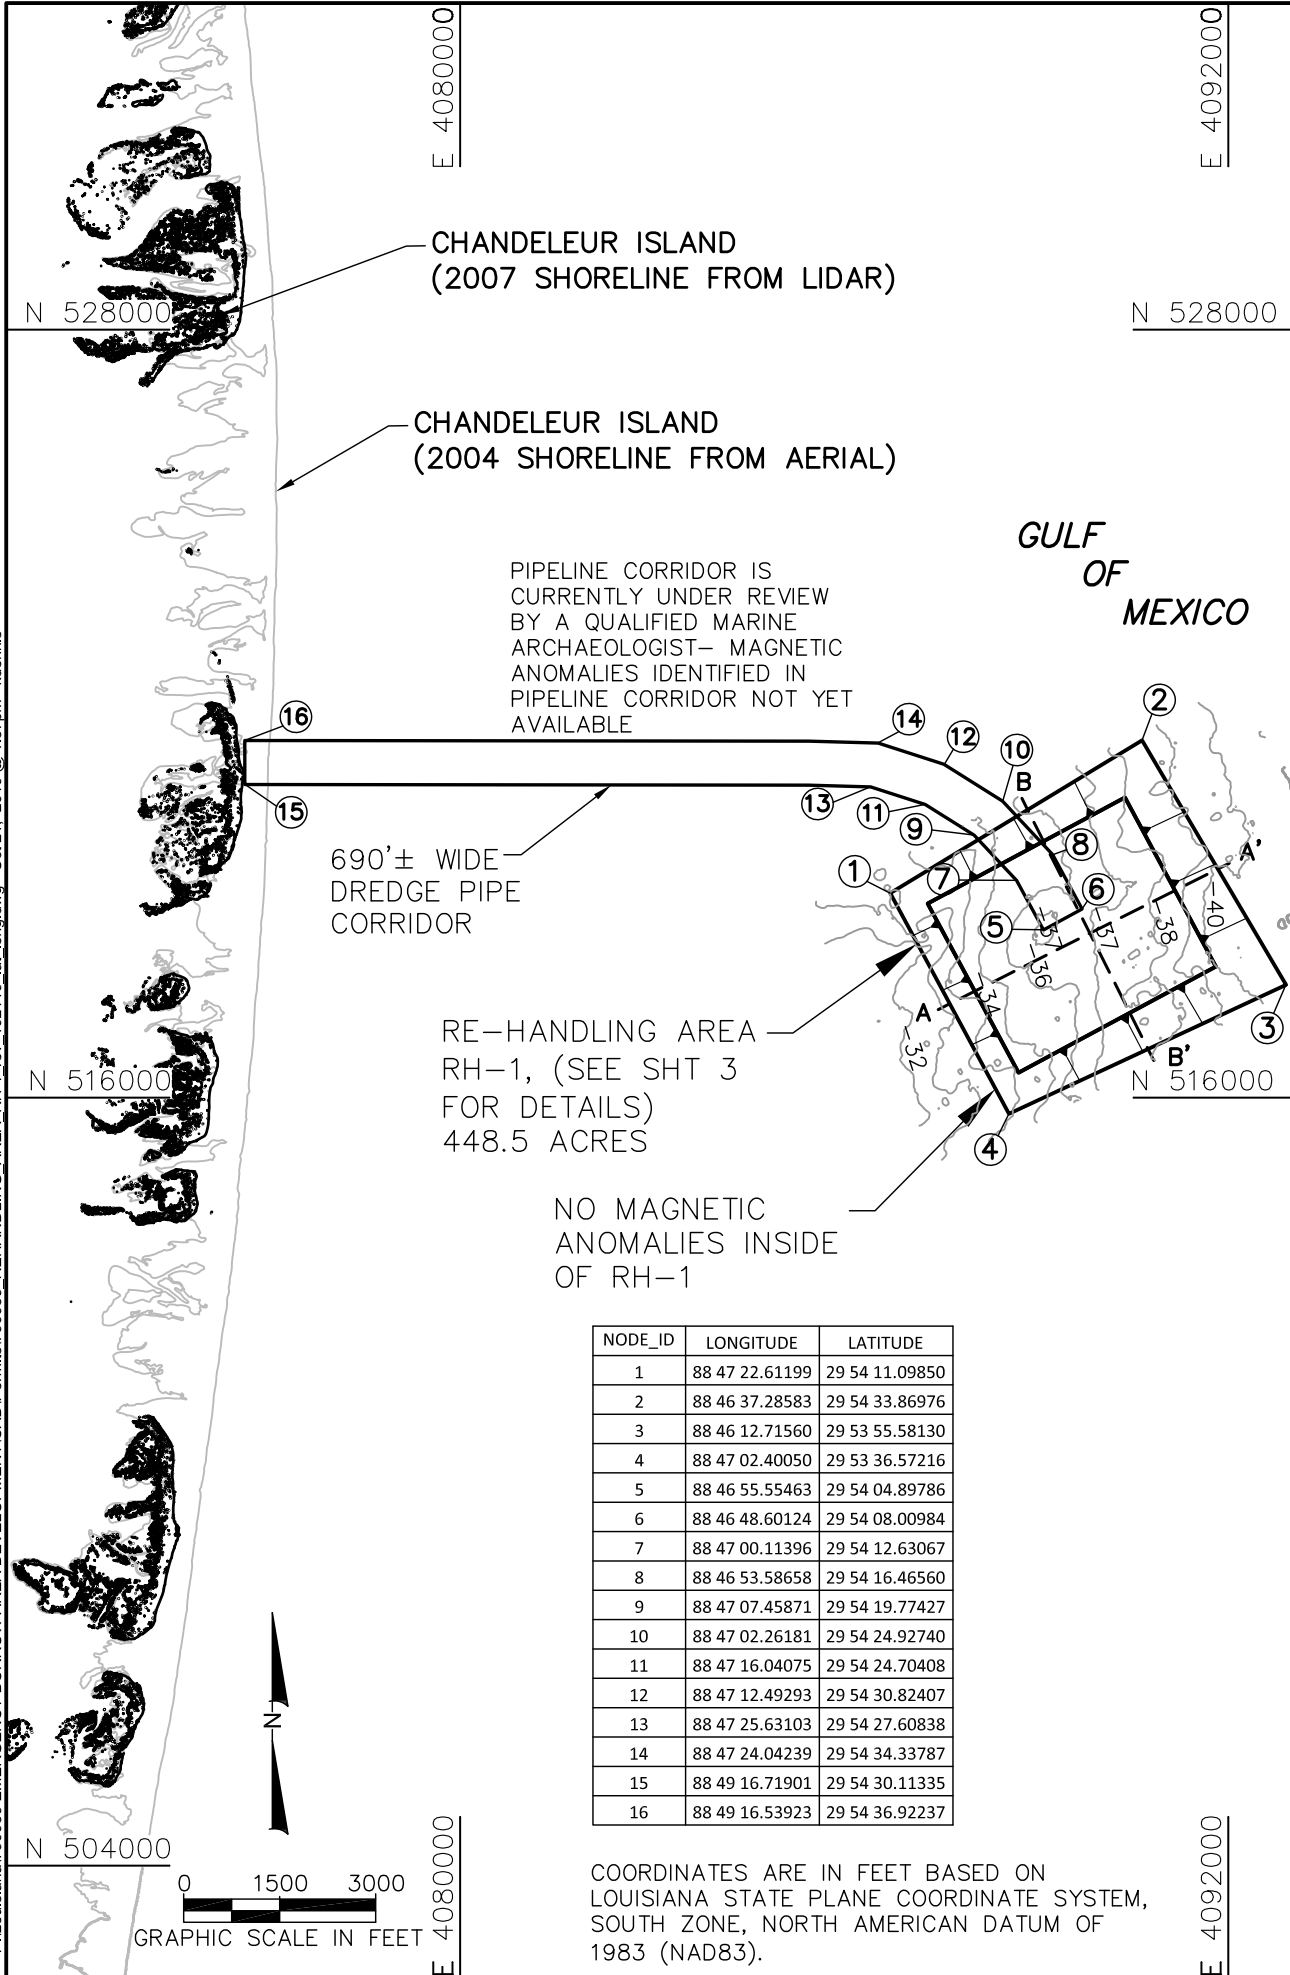 E 4080000
E 4092000
CHANDELEUR ISLAND
(2007 SHORELINE FROM LIDAR)
N 528000
N 528000
CHANDELEUR ISLAND
(2004 SHORELINE FROM AERIAL)
GULF
OF
MEXICO
PIPELINE CORRIDOR IS
CURRENTLY UNDER REVIEW
BY A QUALIFIED MARINE
ARCHAEOLOGIST– MAGNETIC
ANOMALIES IDENTIFIED IN
PIPELINE CORRIDOR NOT YET
AVAILABLE
16
14
12
10
2
B
15
13
11
9
8
A'
1
7
6
5
690'± WIDE
DREDGE PIPE
CORRIDOR
-37
-37
-38
-40
-36
-34
-32
A
B'
3
4
RE–HANDLING AREA
RH–1, (SEE SHT 3
FOR DETAILS)
448.5 ACRES
N 516000
N 516000
NO MAGNETIC
ANOMALIES INSIDE
OF RH–1
NODE_ID LONGITUDE LATITUDE
1 88 47 22.61199 29 54 11.09850
2 88 46 37.28583 29 54 33.86976
3 88 46 12.71560 29 53 55.58130
4 88 47 02.40050 29 53 36.57216
5 88 46 55.55463 29 54 04.89786
6 88 46 48.60124 29 54 08.00984
7 88 47 00.11396 29 54 12.63067
8 88 46 53.58658 29 54 16.46560
9 88 47 07.45871 29 54 19.77427
10 88 47 02.26181 29 54 24.92740
11 88 47 16.04075 29 54 24.70408
12 88 47 12.49293 29 54 30.82407
13 88 47 25.63103 29 54 27.60838
14 88 47 24.04239 29 54 34.33787
15 88 49 16.71901 29 54 30.11335
16 88 49 16.53923 29 54 36.92237
N
N 504000
0 1500 3000
GRAPHIC SCALE IN FEET
E 4080000
E 4092000
COORDINATES ARE IN FEET BASED ON
LOUISIANA STATE PLANE COORDINATE SYSTEM,
SOUTH ZONE, NORTH AMERICAN DATUM OF
1983 (NAD83).